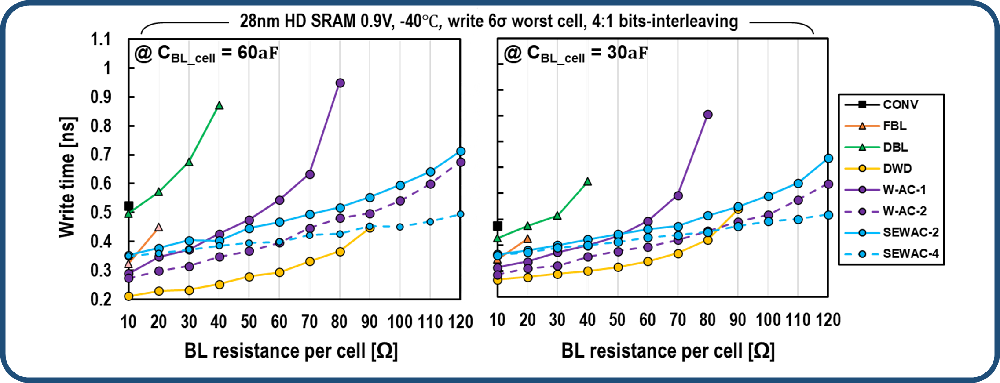 28nm HD SRAM 0.9V, -40℃, write 6σ worst cell, 4:1 bits-interleaving
@ CBL_cell = 60aF
@ CBL_cell = 30aF
Write time [ns]
1.1
1
0.9
0.8
0.7
0.6
0.5
0.4
0.3
0.2
10 20 30 40 50 60 70 80 90 100 110 120
BL resistance per cell [Ω]
10 20 30 40 50 60 70 80 90 100 110 120
BL resistance per cell [Ω]
CONV
FBL
DBL
DWD
W-AC-1
W-AC-2
SEWAC-2
SEWAC-4